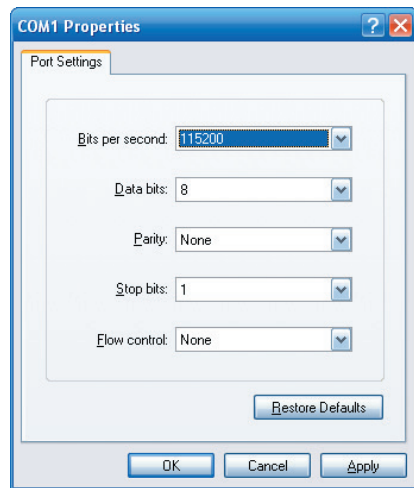 COM1 Properties
Port Settings
Bits per second: 115200
Data bits: 8
Parity: None
Stop bits: 1
Flow control: None
Restore Defaults
OK Cancel Apply